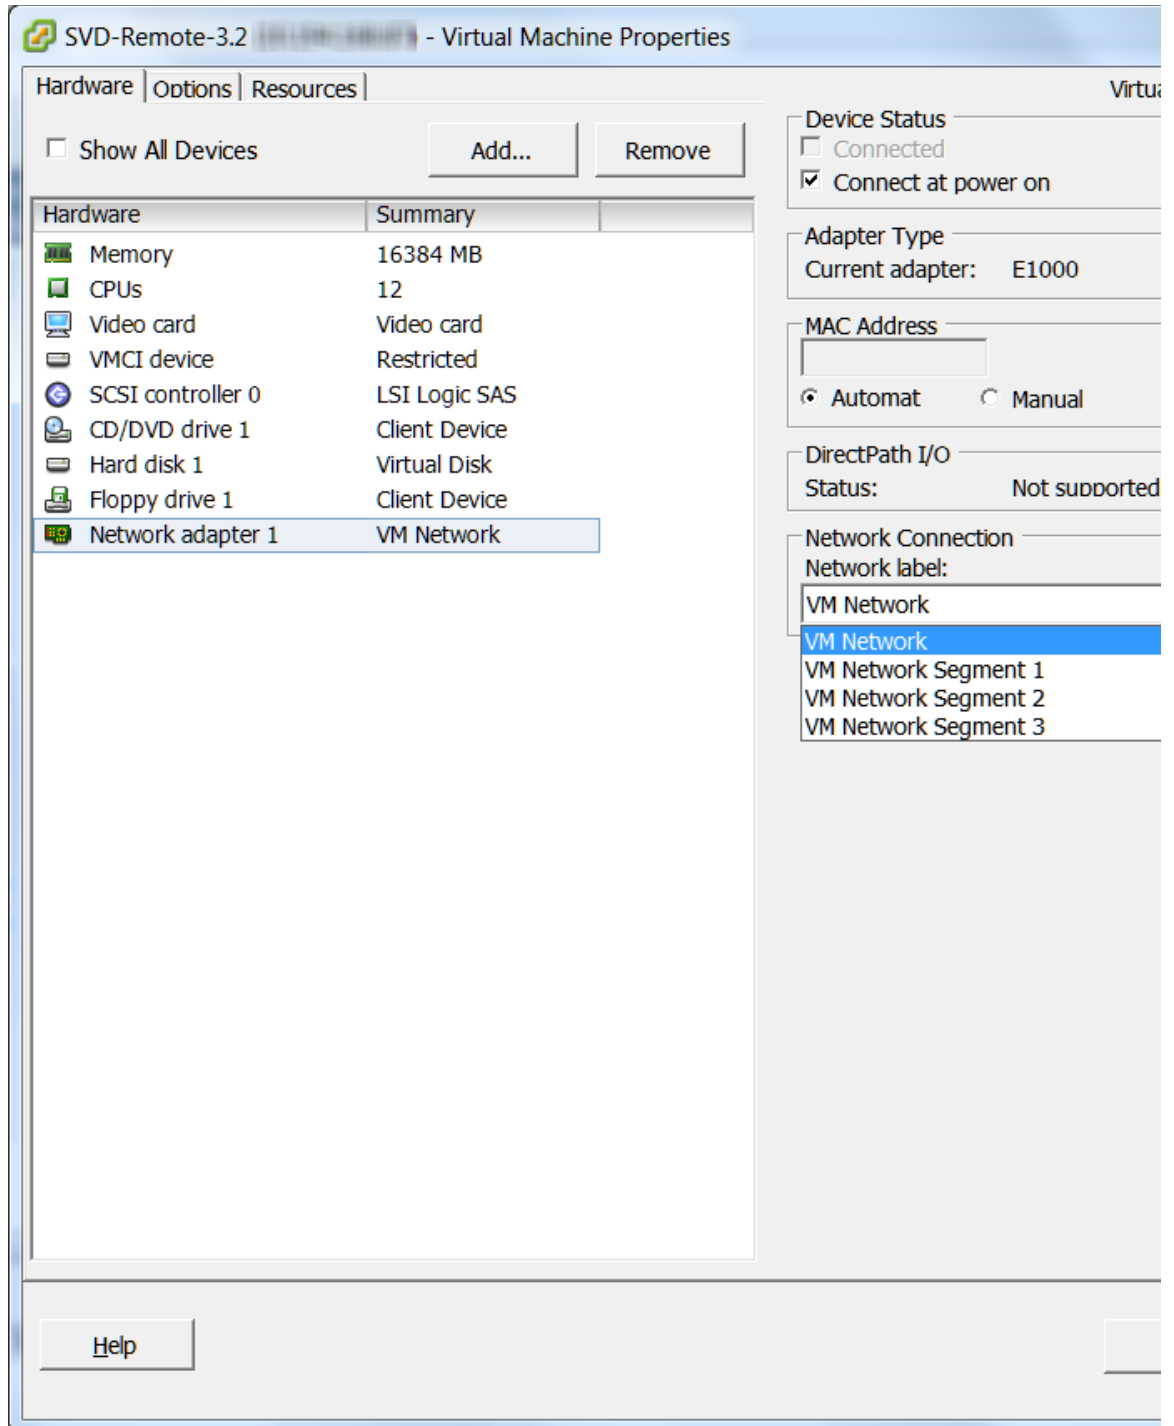 SVD-Remote-3.2 - Virtual Machine Properties
Hardware Options Resources
Show All Devices Add... Remove
Hardware Summary
Memory 16384 MB
CPUs 12
Video card Video card
VMCI device Restricted
SCSI controller 0 LSI Logic SAS
CD/DVD drive 1 Client Device
Hard disk 1 Virtual Disk
Floppy drive 1 Client Device
Network adapter 1 VM Network
Virtua
Device Status
Connected
Connect at power on
Adapter Type
Current adapter: E1000
MAC Address
Automat Manual
DirectPath I/O
Status: Not supported
Network Connection
Network label:
VM Network
VM Network
VM Network Segment 1
VM Network Segment 2
VM Network Segment 3
Help